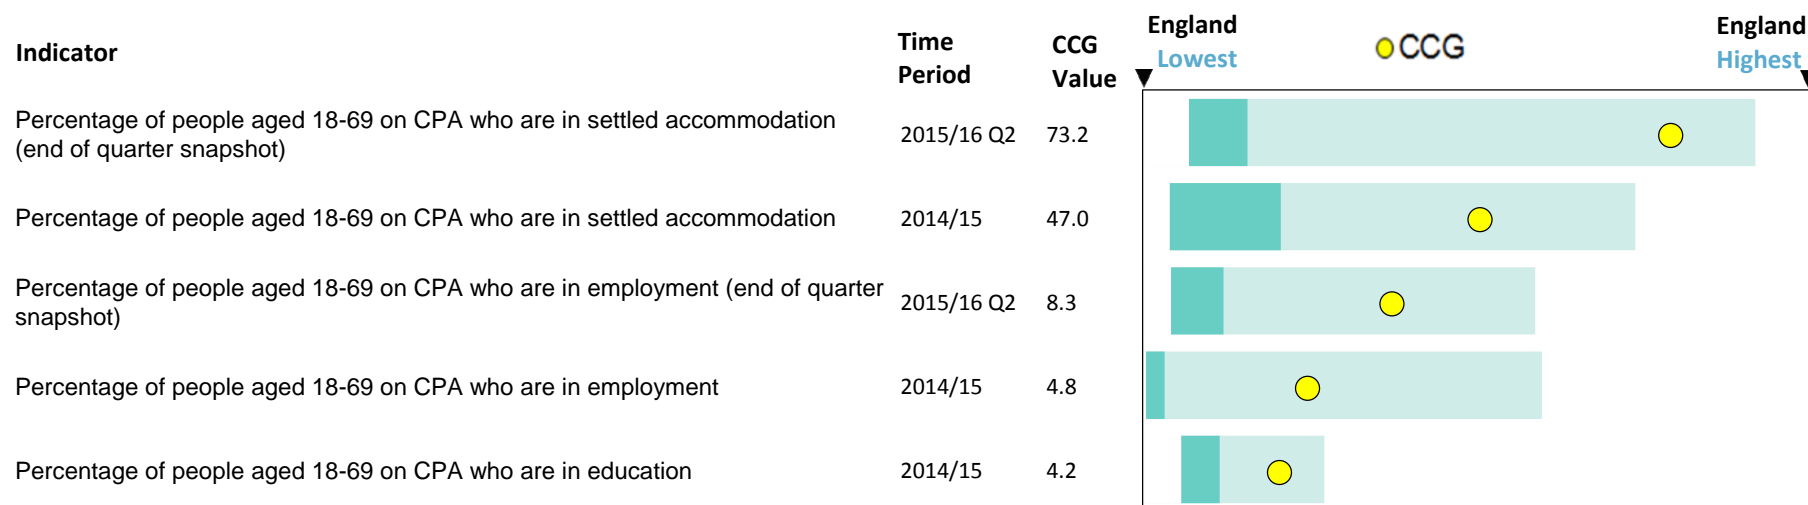 Indicator
Time
Period
CCG
Value
England
Lowest
CCG
England
Highest
Percentage of people aged 18-69 on CPA who are in settled accommodation
(end of quarter snapshot)
2015/16 Q2
73.2
Percentage of people aged 18-69 on CPA who are in settled accommodation
2014/15
47.0
Percentage of people aged 18-69 on CPA who are in employment (end of quarter
snapshot)
2015/16 Q2
8.3
Percentage of people aged 18-69 on CPA who are in employment
2014/15
4.8
Percentage of people aged 18-69 on CPA who are in education
2014/15
4.2